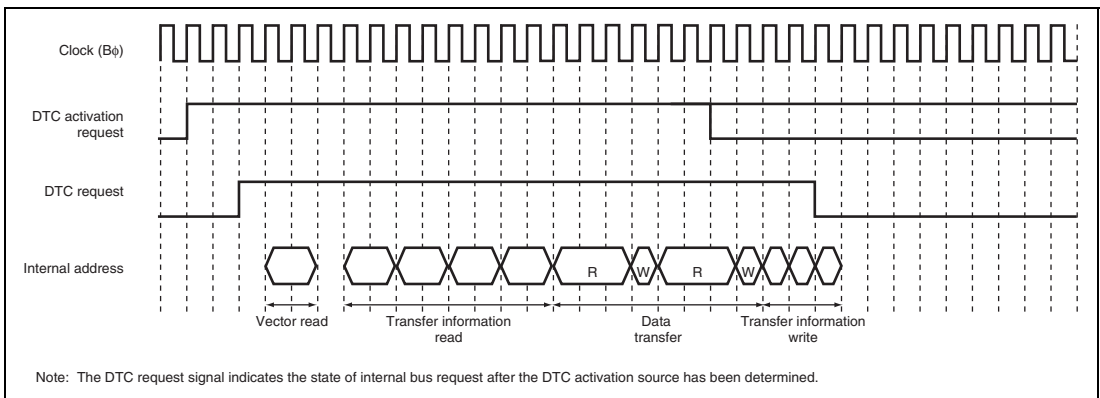 Clock (Bϕ)
DTC activation
request
DTC request
Internal address
R
W
R
W
Vector read
Transfer information
read
Data
transfer
Transfer information
write
Note: The DTC request signal indicates the state of internal bus request after the DTC activation source has been determined.